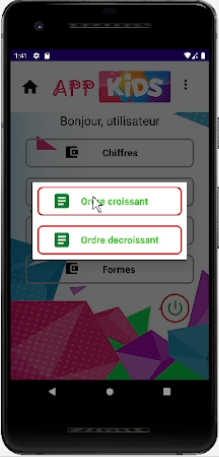 1:41
APP KiDS
Bonjour, utilisateur
Chiffres
Ordre croissant
Ordre decroissant
Formes